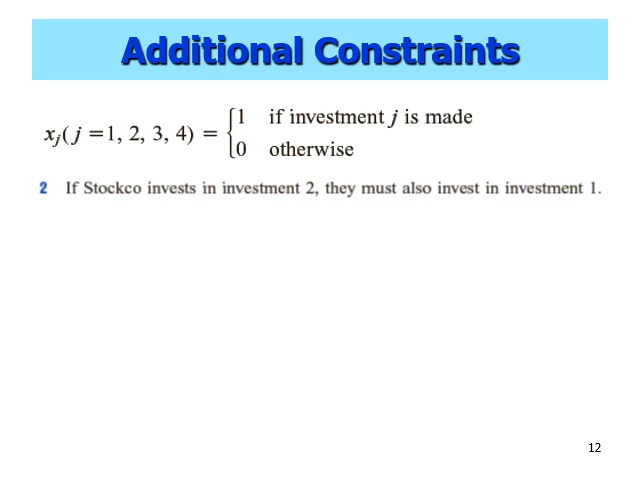 Additional Constraints
xj(j =1, 2, 3, 4) = {1 if investment j is made
0 otherwise
2 If Stockco invests in investment 2, they must also invest in investment 1.
12